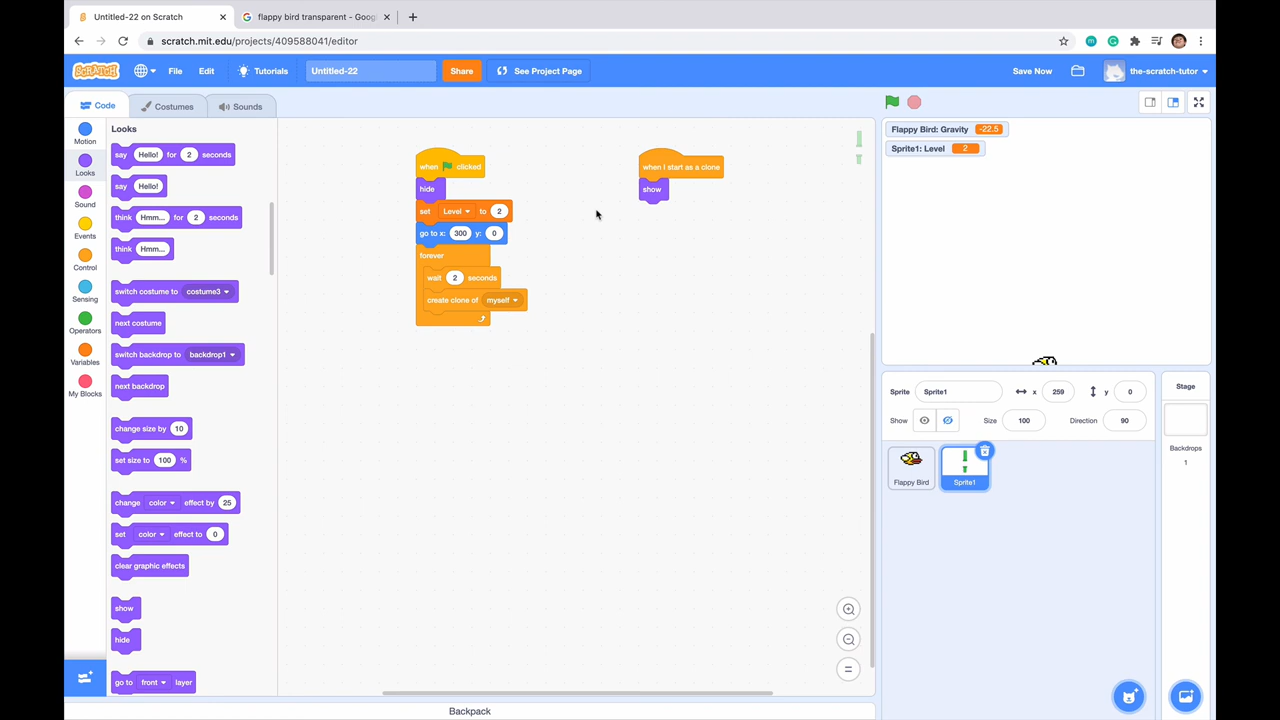 Untitled-22 on Scratch
flappy bird transparent - Goog
scratch.mit.edu/projects/409588041/editor
SCRATCH File Edit Tutorials Untitled-22 Share See Project Page Save Now the-scratch-tutor
Code Costumes Sounds
Motion
Looks
Sound
Events
Control
Sensing
Operators
Variables
My Blocks
Looks
say Hello! for 2 seconds
say Hello!
think Hmm... for 2 seconds
think Hmm...
switch costume to costume3
next costume
switch backdrop to backdrop1
next backdrop
change size by 10
set size to 100 %
change color effect by 25
set color effect to 0
clear graphic effects
show
hide
go to front layer
when clicked
hide
set Level to 2
go to x: 300 y: 0
forever
wait 2 seconds
create clone of myself
when I start as a clone
show
Flappy Bird: Gravity -22.5
Sprite1: Level 2
Sprite Sprite1 x 259 y 0
Show Size 100 Direction 90
Flappy Bird
Sprite1
Stage
Backdrops
1
Backpack